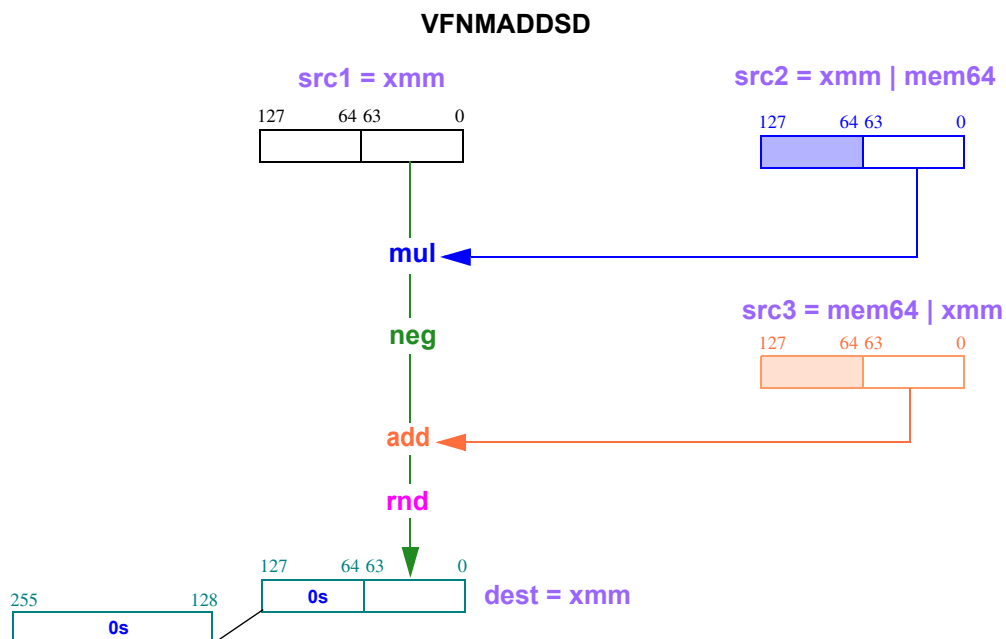 VFNMADDSD
src1 = xmm
src2 = xmm | mem64
127 64 63 0
127 64 63 0
mul
src3 = mem64 | xmm
neg
127 64 63 0
add
rnd
127 64 63 0
0s
dest = xmm
255 128
0s